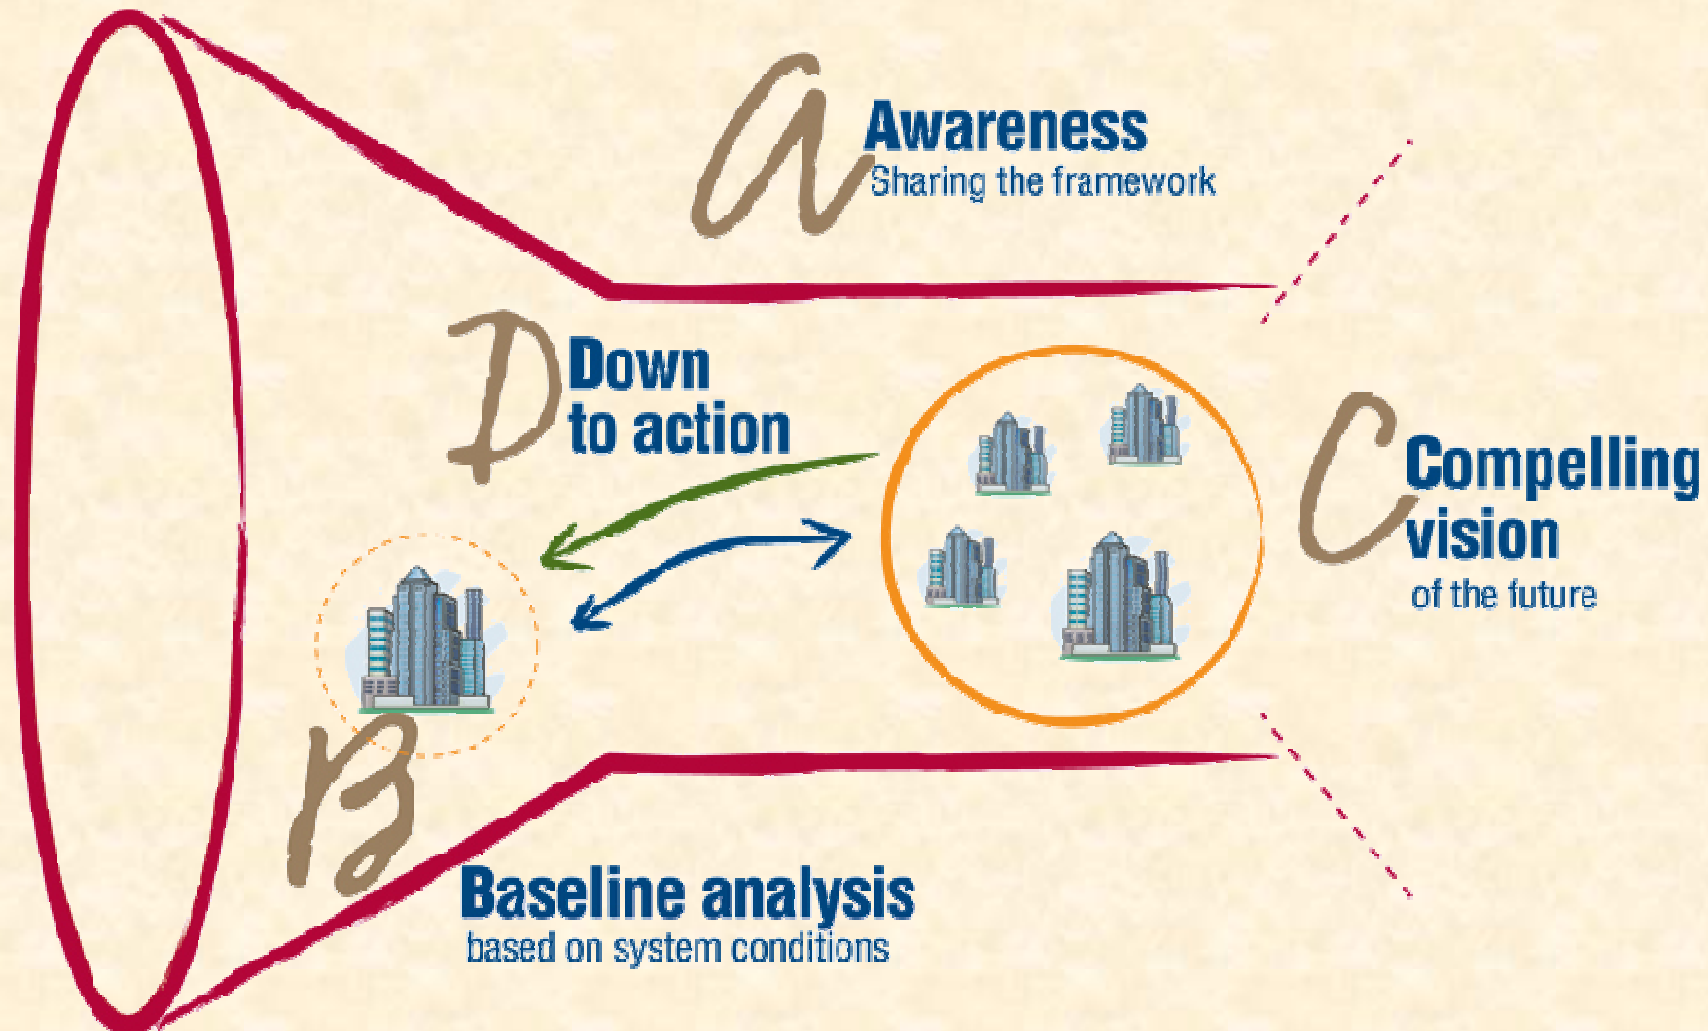 A
Awareness
Sharing the framework
D
Down
to action
C
Compelling
vision
of the future
B
Baseline analysis
based on system conditions